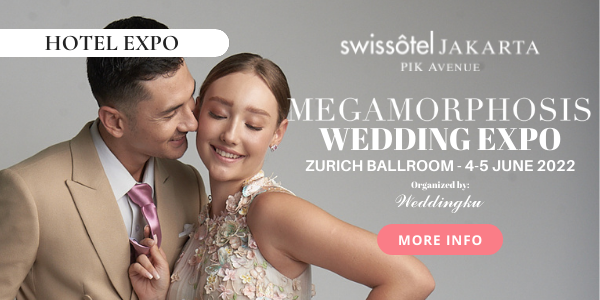 HOTEL EXPO
swissôtel JAKARTA
PIK AVENUE
MEGAMORPHOSIS
WEDDING EXPO
ZURICH BALLROOM - 4-5 JUNE 2022
Organized by:
Weddingku
MORE INFO